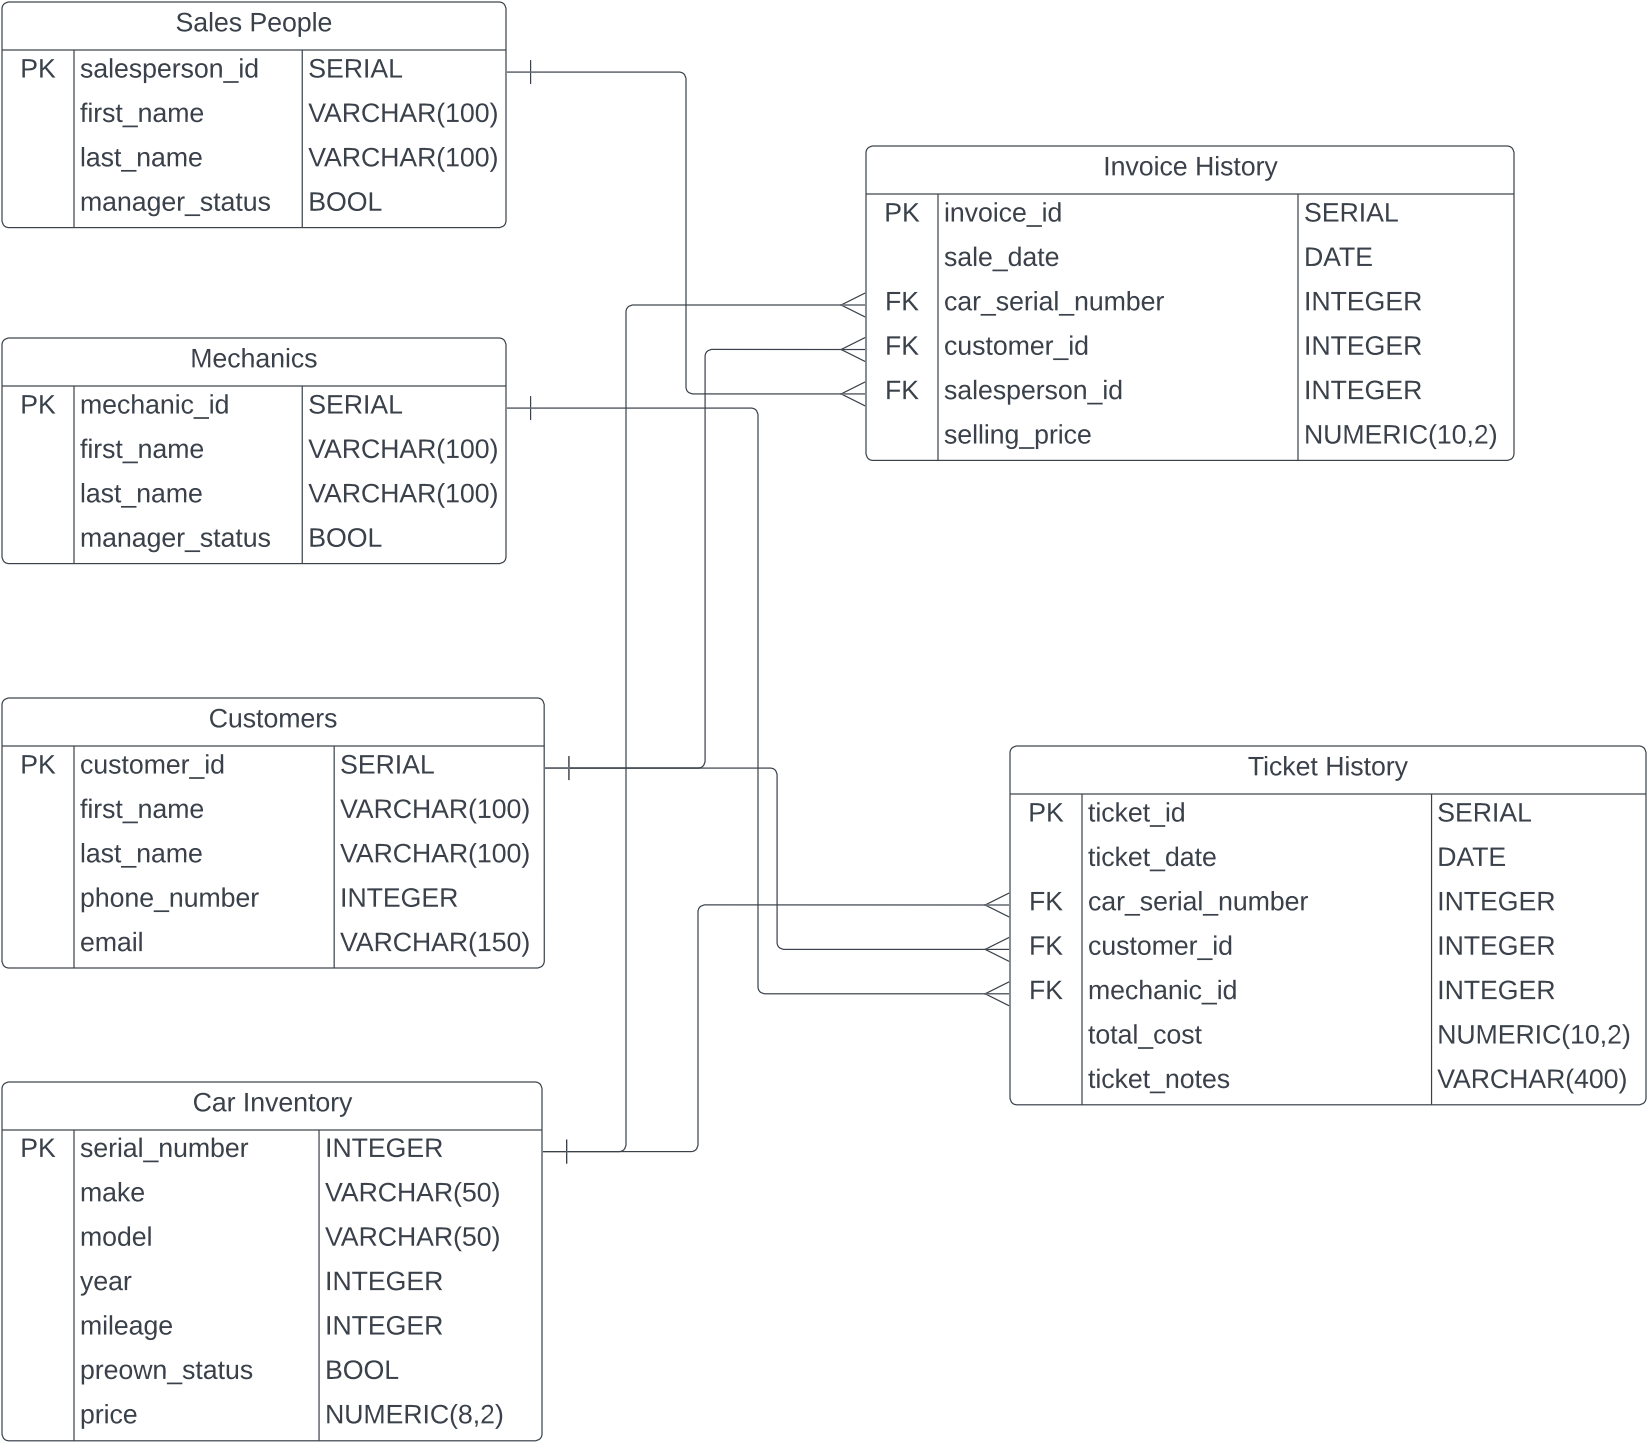 Sales People
PK salesperson_id SERIAL
first_name VARCHAR(100)
last_name VARCHAR(100)
manager_status BOOL
Invoice History
PK invoice_id SERIAL
sale_date DATE
FK car_serial_number INTEGER
FK customer_id INTEGER
FK salesperson_id INTEGER
selling_price NUMERIC(10,2)
Mechanics
PK mechanic_id SERIAL
first_name VARCHAR(100)
last_name VARCHAR(100)
manager_status BOOL
Customers
PK customer_id SERIAL
first_name VARCHAR(100)
last_name VARCHAR(100)
phone_number INTEGER
email VARCHAR(150)
Ticket History
PK ticket_id SERIAL
ticket_date DATE
FK car_serial_number INTEGER
FK customer_id INTEGER
FK mechanic_id INTEGER
total_cost NUMERIC(10,2)
ticket_notes VARCHAR(400)
Car Inventory
PK serial_number INTEGER
make VARCHAR(50)
model VARCHAR(50)
year INTEGER
mileage INTEGER
preown_status BOOL
price NUMERIC(8,2)